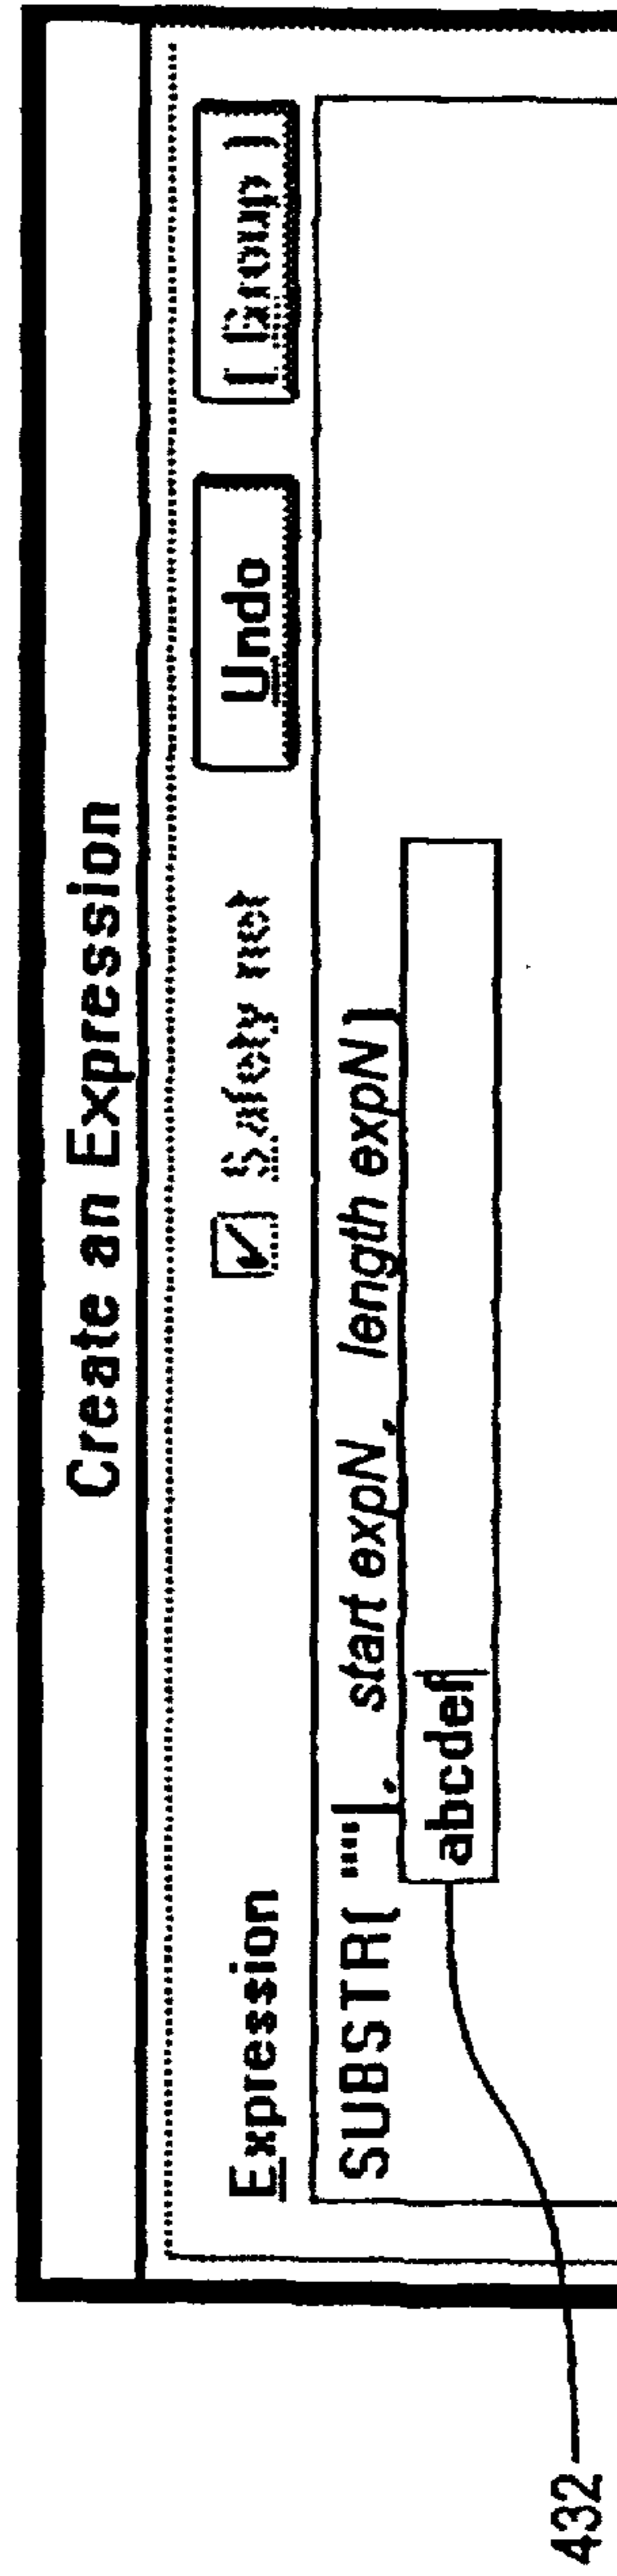 Create an Expression
Expression ☑ Safety net Undo ( Group )
SUBSTR( "" , start expN, length expN)
abcdef
432